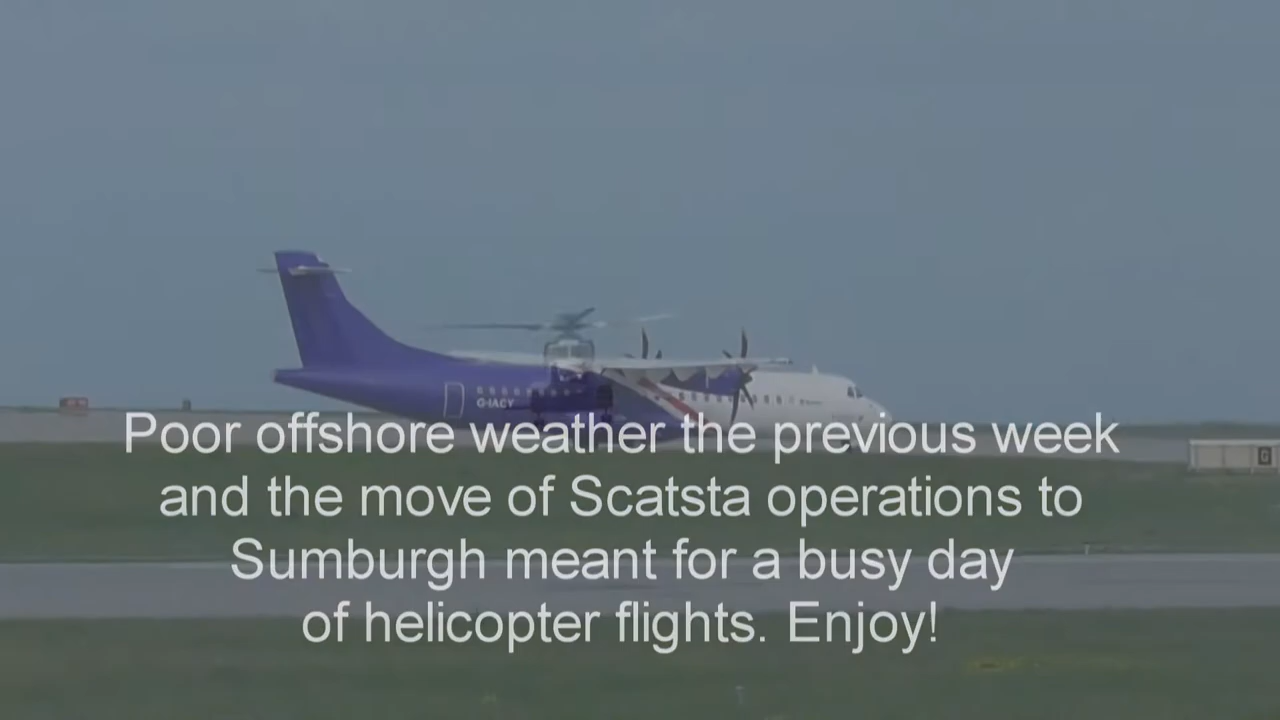 G-IACY
G
Poor offshore weather the previous week
and the move of Scatsta operations to
Sumburgh meant for a busy day
of helicopter flights. Enjoy!